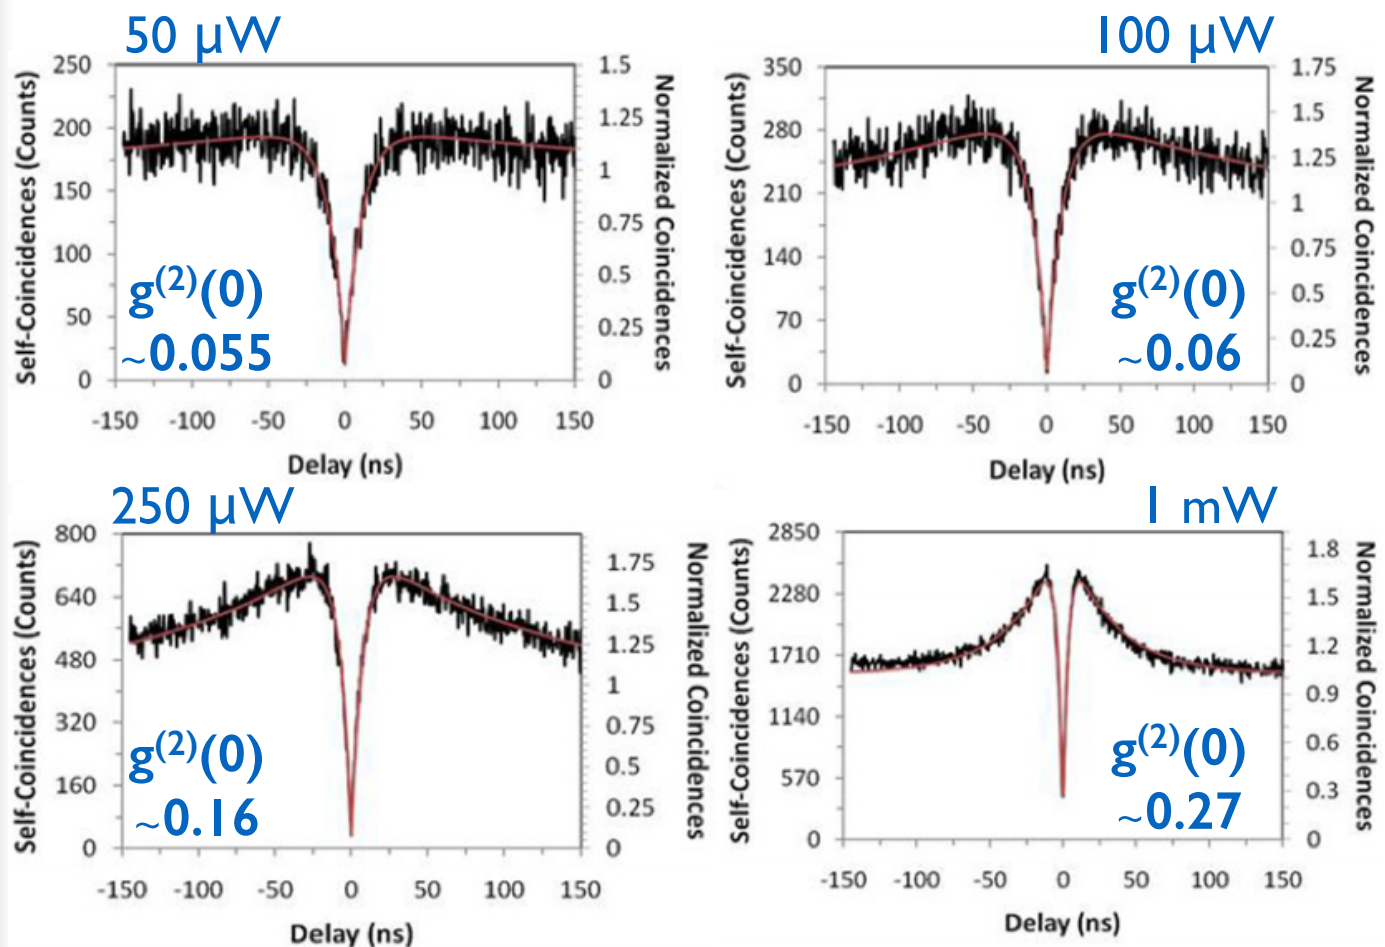 50 µW
250
200
150
100
50
0
1.5
1.25
1
0.75
0.5
0.25
0
Self-Coincidences (Counts)
Normalized Coincidences
g(2)(0)
~0.055
-150 -100 -50 0 50 100 150
Delay (ns)
100 µW
350
280
210
140
70
0
1.75
1.5
1.25
1
0.75
0.5
0.25
0
Self-Coincidences (Counts)
Normalized Coincidences
g(2)(0)
~0.06
-150 -100 -50 0 50 100 150
Delay (ns)
250 µW
800
640
480
320
160
0
1.75
1.5
1.25
1
0.75
0.5
0.25
0
Self-Coincidences (Counts)
Normalized Coincidences
g(2)(0)
~0.16
-150 -100 -50 0 50 100 150
Delay (ns)
1 mW
2850
2280
1710
1140
570
0
1.8
1.5
1.2
0.9
0.6
0.3
0
Self-Coincidences (Counts)
Normalized Coincidences
g(2)(0)
~0.27
-150 -100 -50 0 50 100 150
Delay (ns)